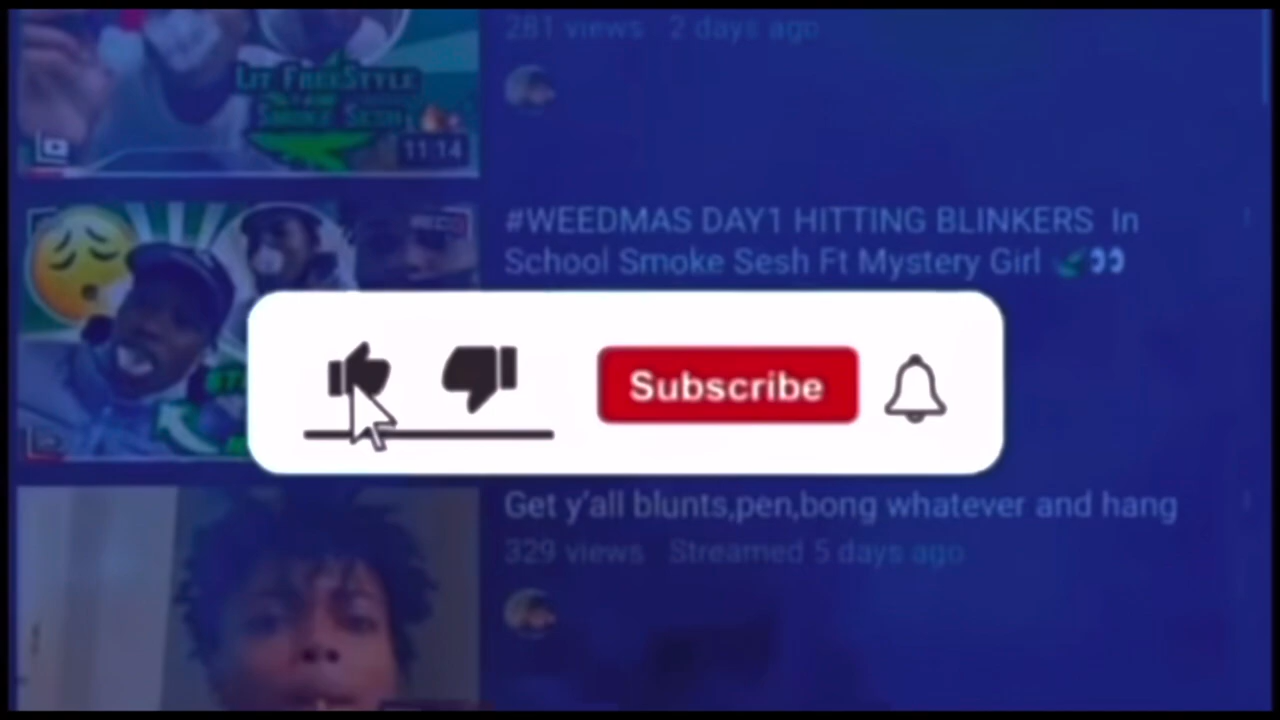 281 views 2 days ago
LIT FREESTYLE
SMOKE SESH
11:14
#WEEDMAS DAY1 HITTING BLINKERS In
School Smoke Sesh Ft Mystery Girl
Subscribe
Get y'all blunts,pen,bong whatever and hang
329 views Streamed 5 days ago